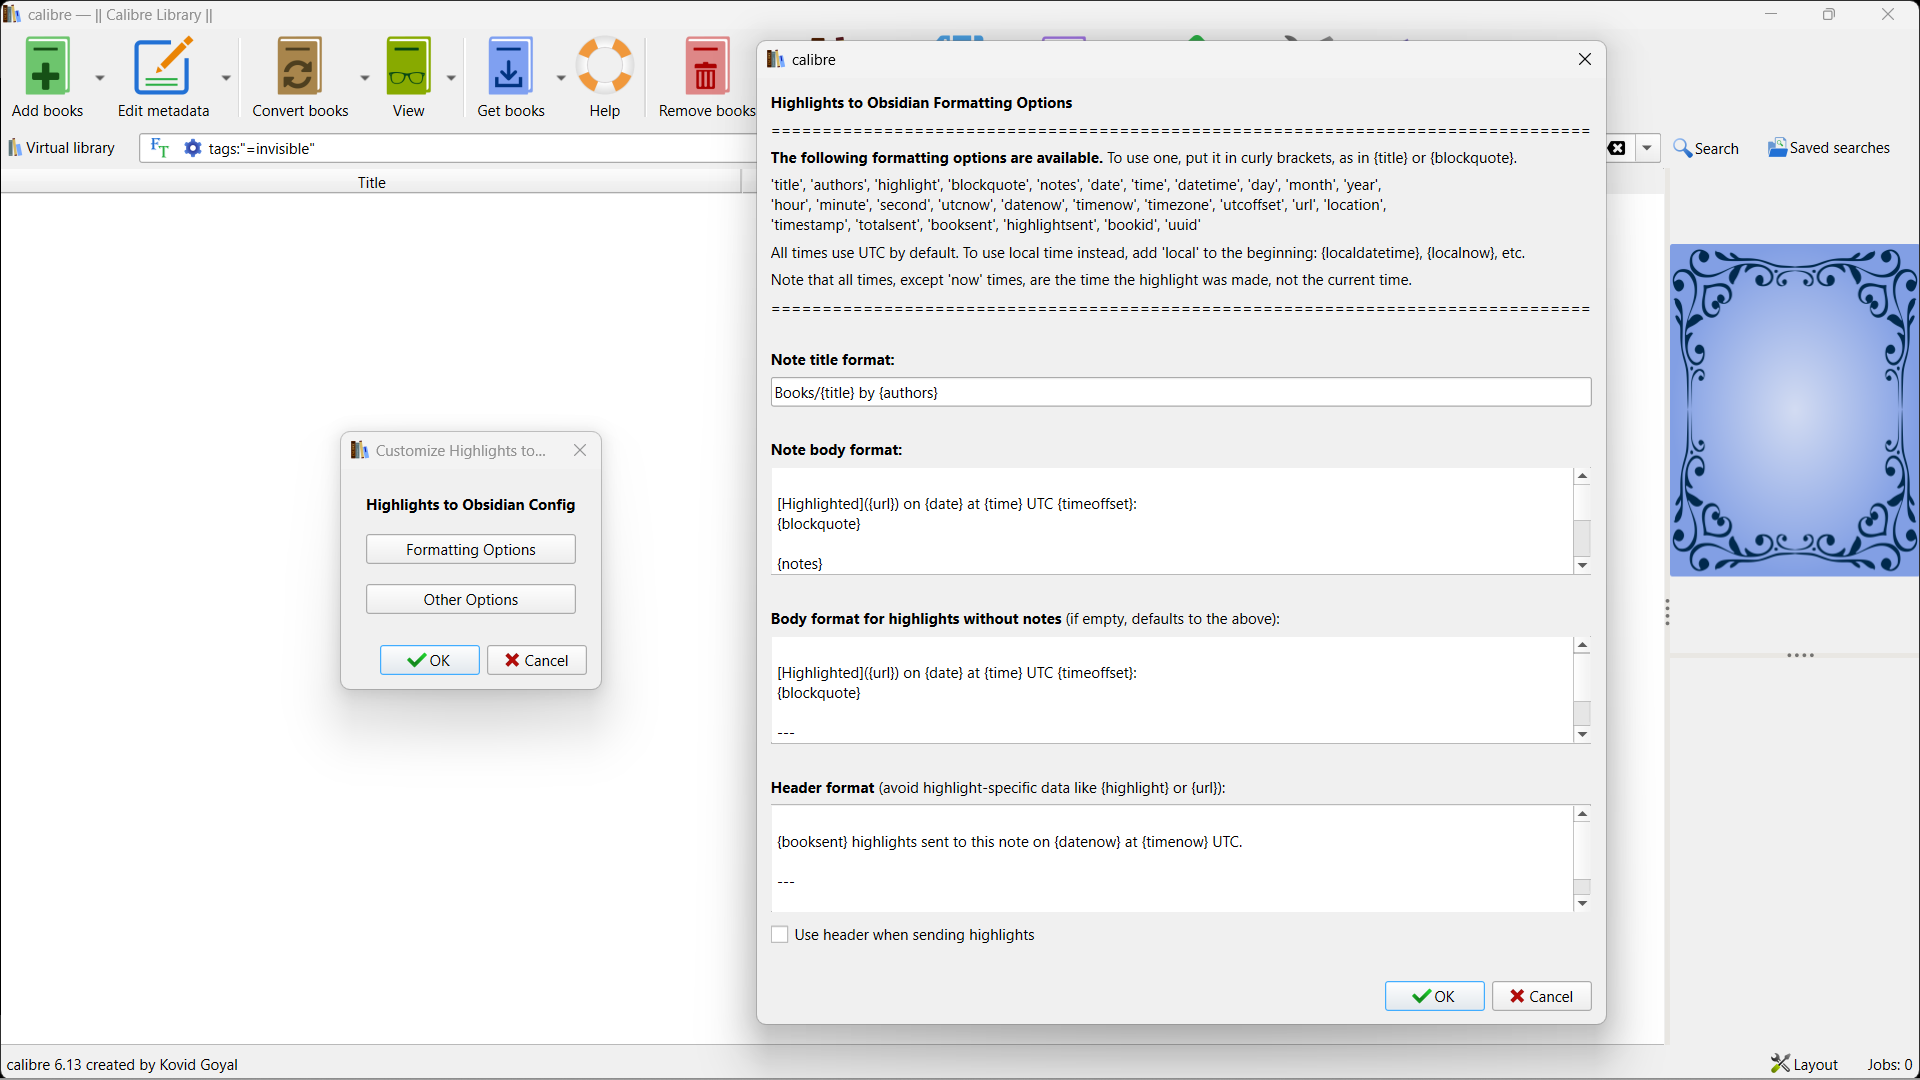 calibre — || Calibre Library ||
Add books
Edit metadata
Convert books
View
Get books
Help
Remove books
Virtual library
FT
tags:"=invisible"
Search
Saved searches
Title
Customize Highlights to...
Highlights to Obsidian Config
Formatting Options
Other Options
OK
Cancel
calibre
Highlights to Obsidian Formatting Options
================================================================================
The following formatting options are available. To use one, put it in curly brackets, as in {title} or {blockquote}.
'title', 'authors', 'highlight', 'blockquote', 'notes', 'date', 'time', 'datetime', 'day', 'month', 'year',
'hour', 'minute', 'second', 'utcnow', 'datenow', 'timenow', 'timezone', 'utcoffset', 'url', 'location',
'timestamp', 'totalsent', 'booksent', 'highlightsent', 'bookid', 'uuid'
All times use UTC by default. To use local time instead, add 'local' to the beginning: {localdatetime}, {localnow}, etc.
Note that all times, except 'now' times, are the time the highlight was made, not the current time.
================================================================================
Note title format:
Books/{title} by {authors}
Note body format:
[Highlighted]({url}) on {date} at {time} UTC {timeoffset}:
{blockquote}
{notes}
Body format for highlights without notes (if empty, defaults to the above):
[Highlighted]({url}) on {date} at {time} UTC {timeoffset}:
{blockquote}
---
Header format (avoid highlight-specific data like {highlight} or {url}):
{booksent} highlights sent to this note on {datenow} at {timenow} UTC.
---
Use header when sending highlights
OK
Cancel
calibre 6.13 created by Kovid Goyal
Layout
Jobs: 0